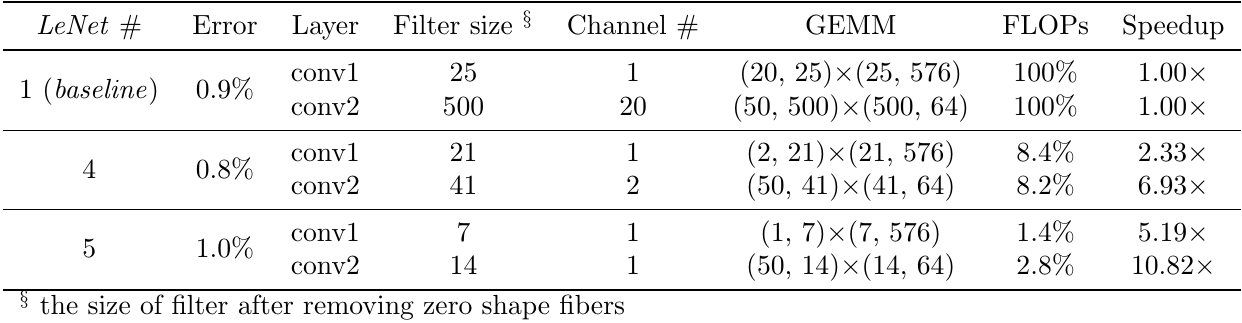 LeNet # Error Layer Filter size § Channel # GEMM FLOPs Speedup
1 (baseline) 0.9% conv1 25 1 (20, 25)×(25, 576) 100% 1.00×
conv2 500 20 (50, 500)×(500, 64) 100% 1.00×
4 0.8% conv1 21 1 (2, 21)×(21, 576) 8.4% 2.33×
conv2 41 2 (50, 41)×(41, 64) 8.2% 6.93×
5 1.0% conv1 7 1 (1, 7)×(7, 576) 1.4% 5.19×
conv2 14 1 (50, 14)×(14, 64) 2.8% 10.82×
§ the size of filter after removing zero shape fibers